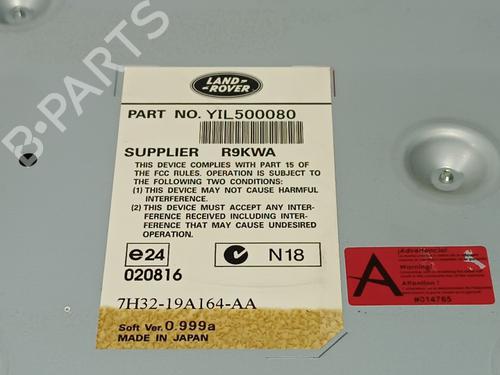 B-PARTS
LAND-
-ROVER
PART NO. YIL500080
SUPPLIER R9KWA
THIS DEVICE COMPLIES WITH PART 15 OF
THE FCC RULES. OPERATION IS SUBJECT TO
THE FOLLOWING TWO CONDITIONS:
(1) THIS DEVICE MAY NOT CAUSE HARMFUL
INTERFERENCE.
(2) THIS DEVICE MUST ACCEPT ANY INTER-
FERENCE RECEIVED INCLUDING INTER-
FERENCE THAT MAY CAUSE UNDESIRED
OPERATION.
e24
N18
020816
7H32-19A164-AA
Soft Ver. 0.999a
MADE IN JAPAN
A
¡Advertencia!
Warning!
Attention !
#014765